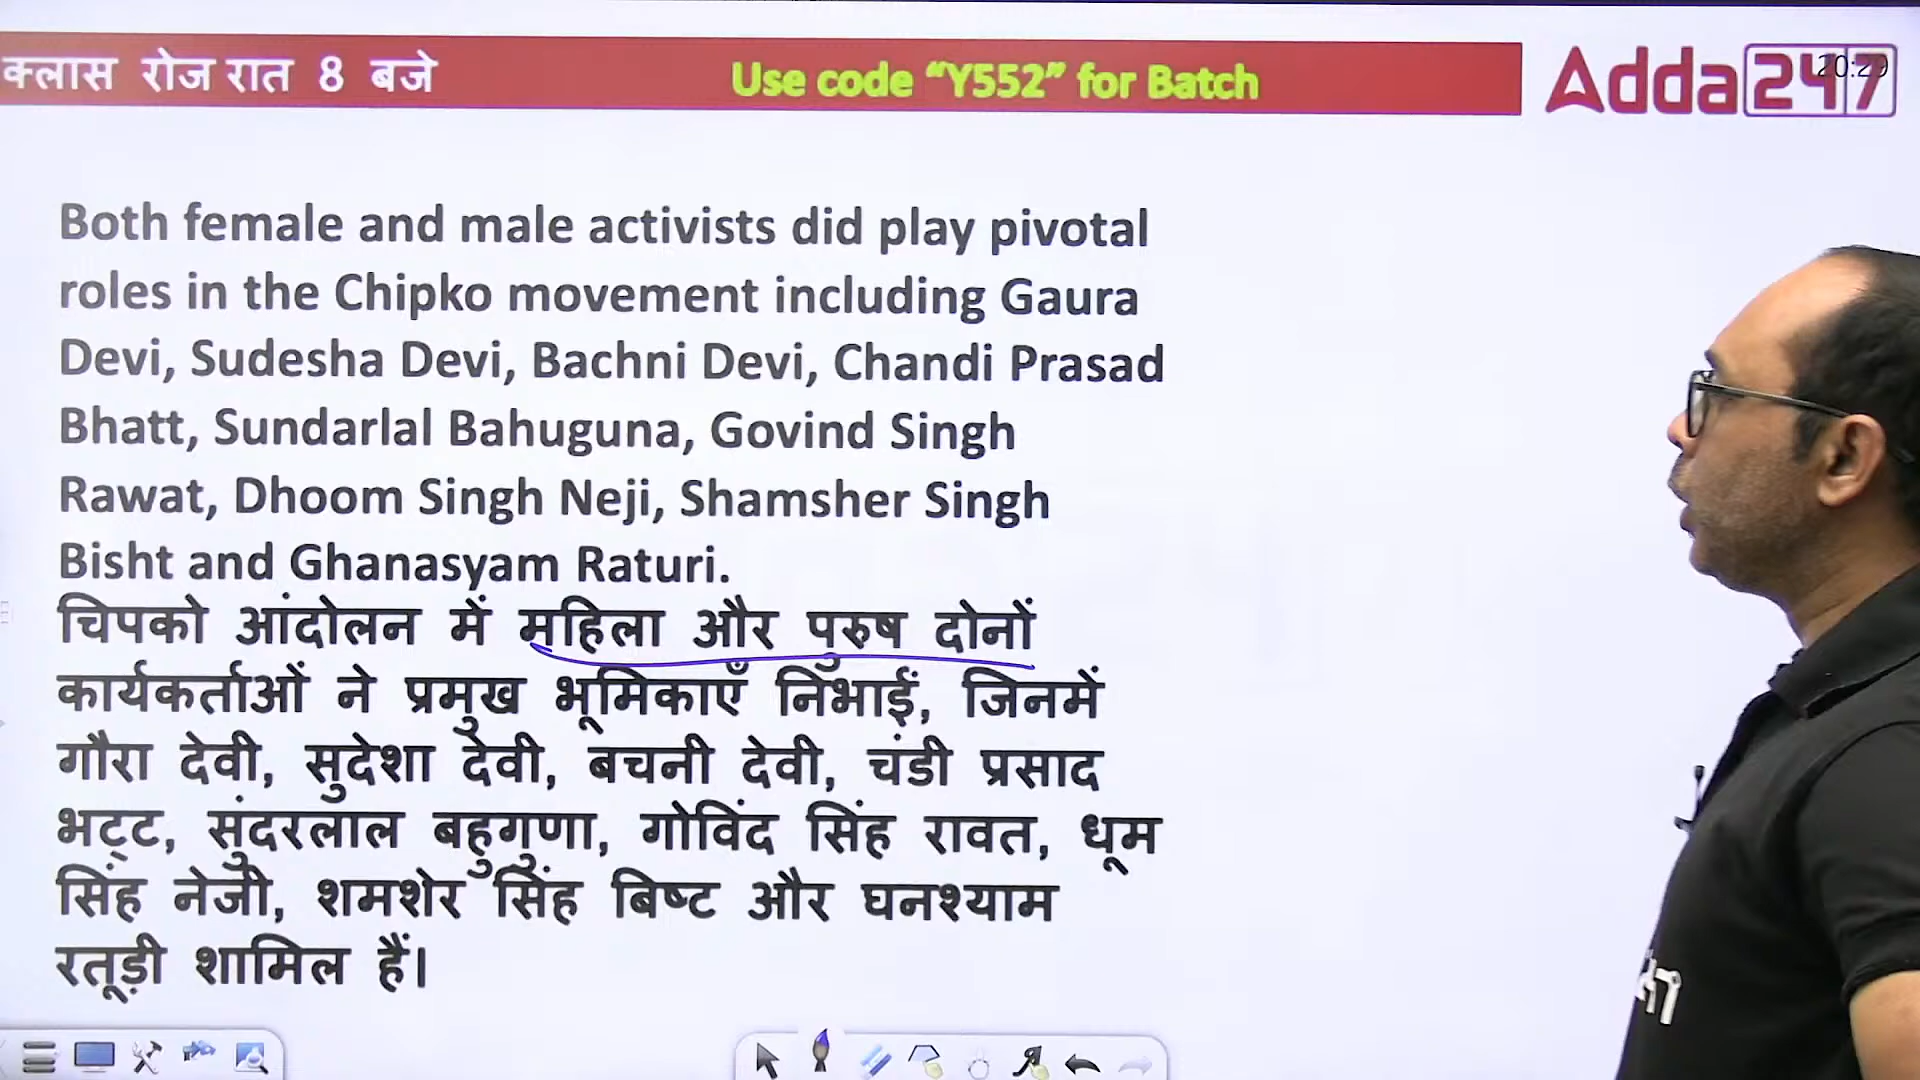 क्लास रोज रात 8 बजे
Use code “Y552” for Batch
Adda247
20:29
Both female and male activists did play pivotal
roles in the Chipko movement including Gaura
Devi, Sudesha Devi, Bachni Devi, Chandi Prasad
Bhatt, Sundarlal Bahuguna, Govind Singh
Rawat, Dhoom Singh Neji, Shamsher Singh
Bisht and Ghanasyam Raturi.
चिपको आंदोलन में महिला और पुरुष दोनों
कार्यकर्ताओं ने प्रमुख भूमिकाएँ निभाईं, जिनमें
गौरा देवी, सुदेशा देवी, बचनी देवी, चंडी प्रसाद
भट्ट, सुंदरलाल बहुगुणा, गोविंद सिंह रावत, धूम
सिंह नेजी, शमशेर सिंह बिष्ट और घनश्याम
रतूड़ी शामिल हैं।